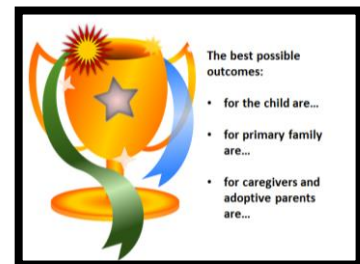 The best possible
outcomes:
• for the child are...
• for primary family
are...
• for caregivers and
adoptive parents
are...